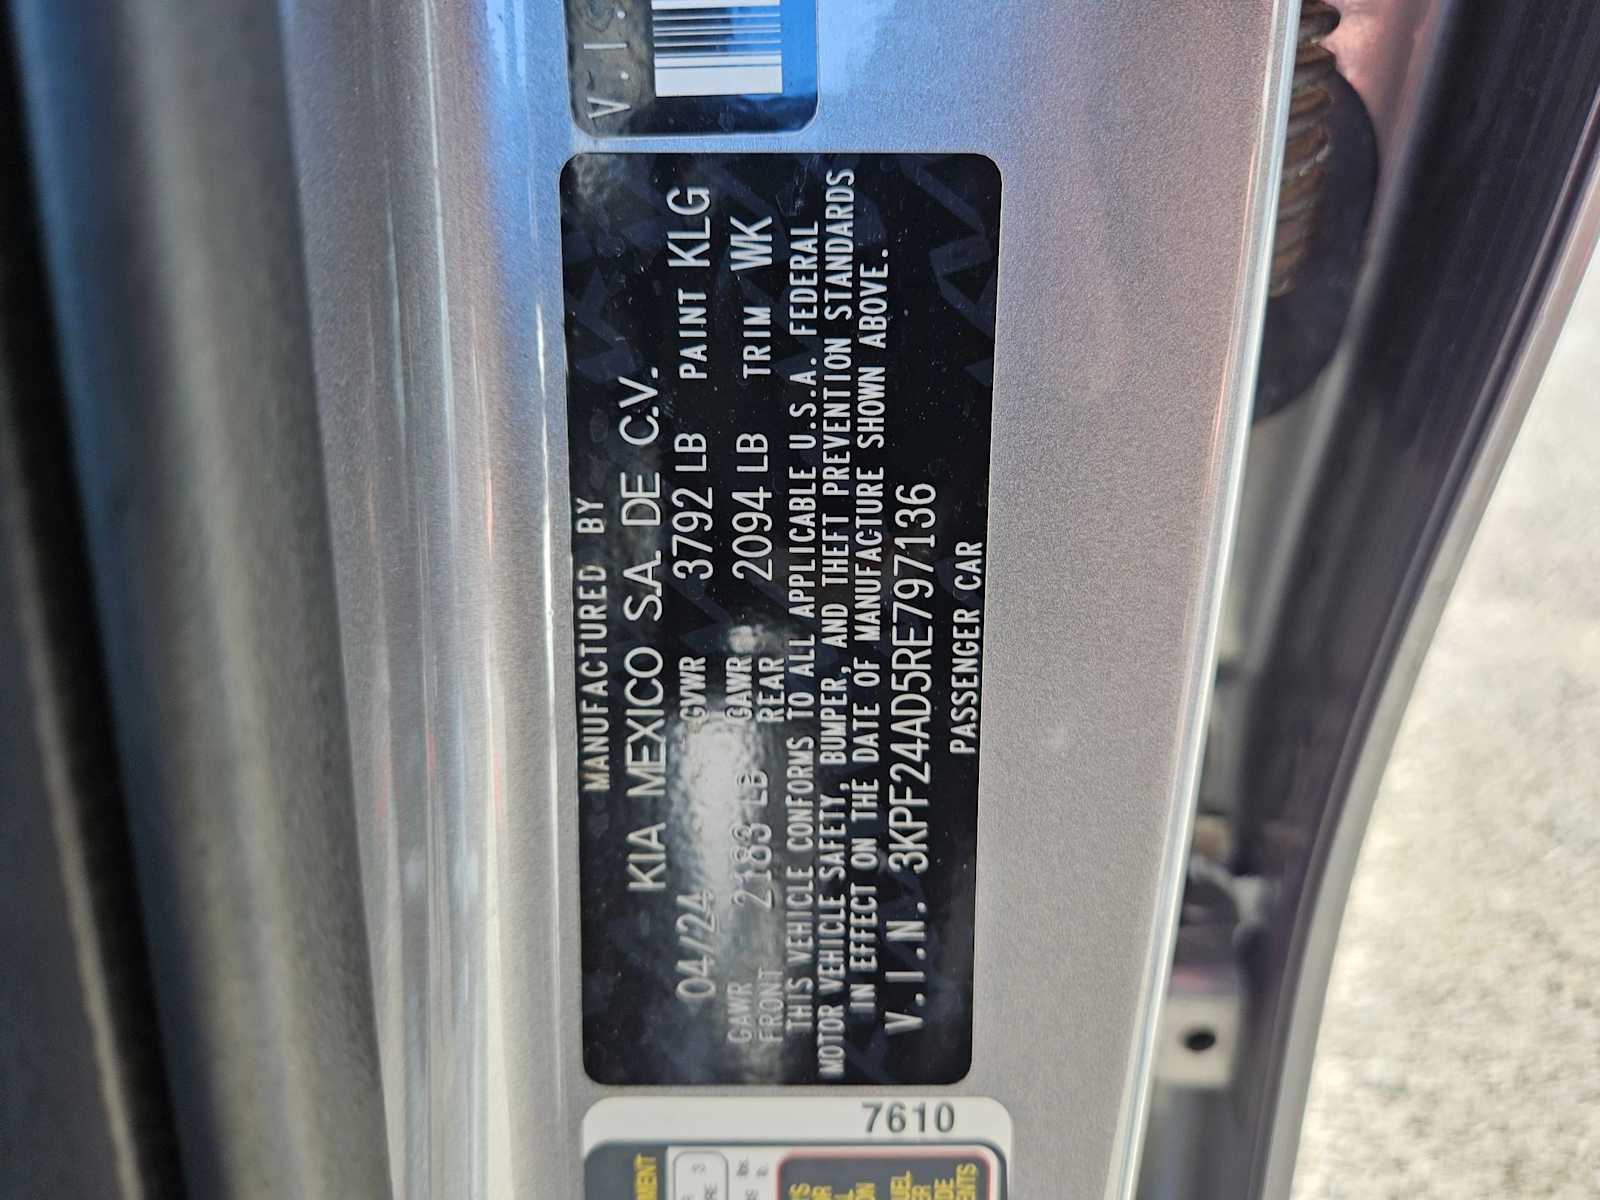 V.I.
MANUFACTURED BY
KIA MEXICO S.A. DE C.V.
04/24 GVWR 3792 LB PAINT KLG
GAWR FRONT 2183 LB GAWR REAR 2094 LB TRIM WK
THIS VEHICLE CONFORMS TO ALL APPLICABLE U.S.A. FEDERAL
MOTOR VEHICLE SAFETY, BUMPER, AND THEFT PREVENTION STANDARDS
IN EFFECT ON THE DATE OF MANUFACTURE SHOWN ABOVE.
V.I.N. 3KPF24AD5RE797136
PASSENGER CAR
7610